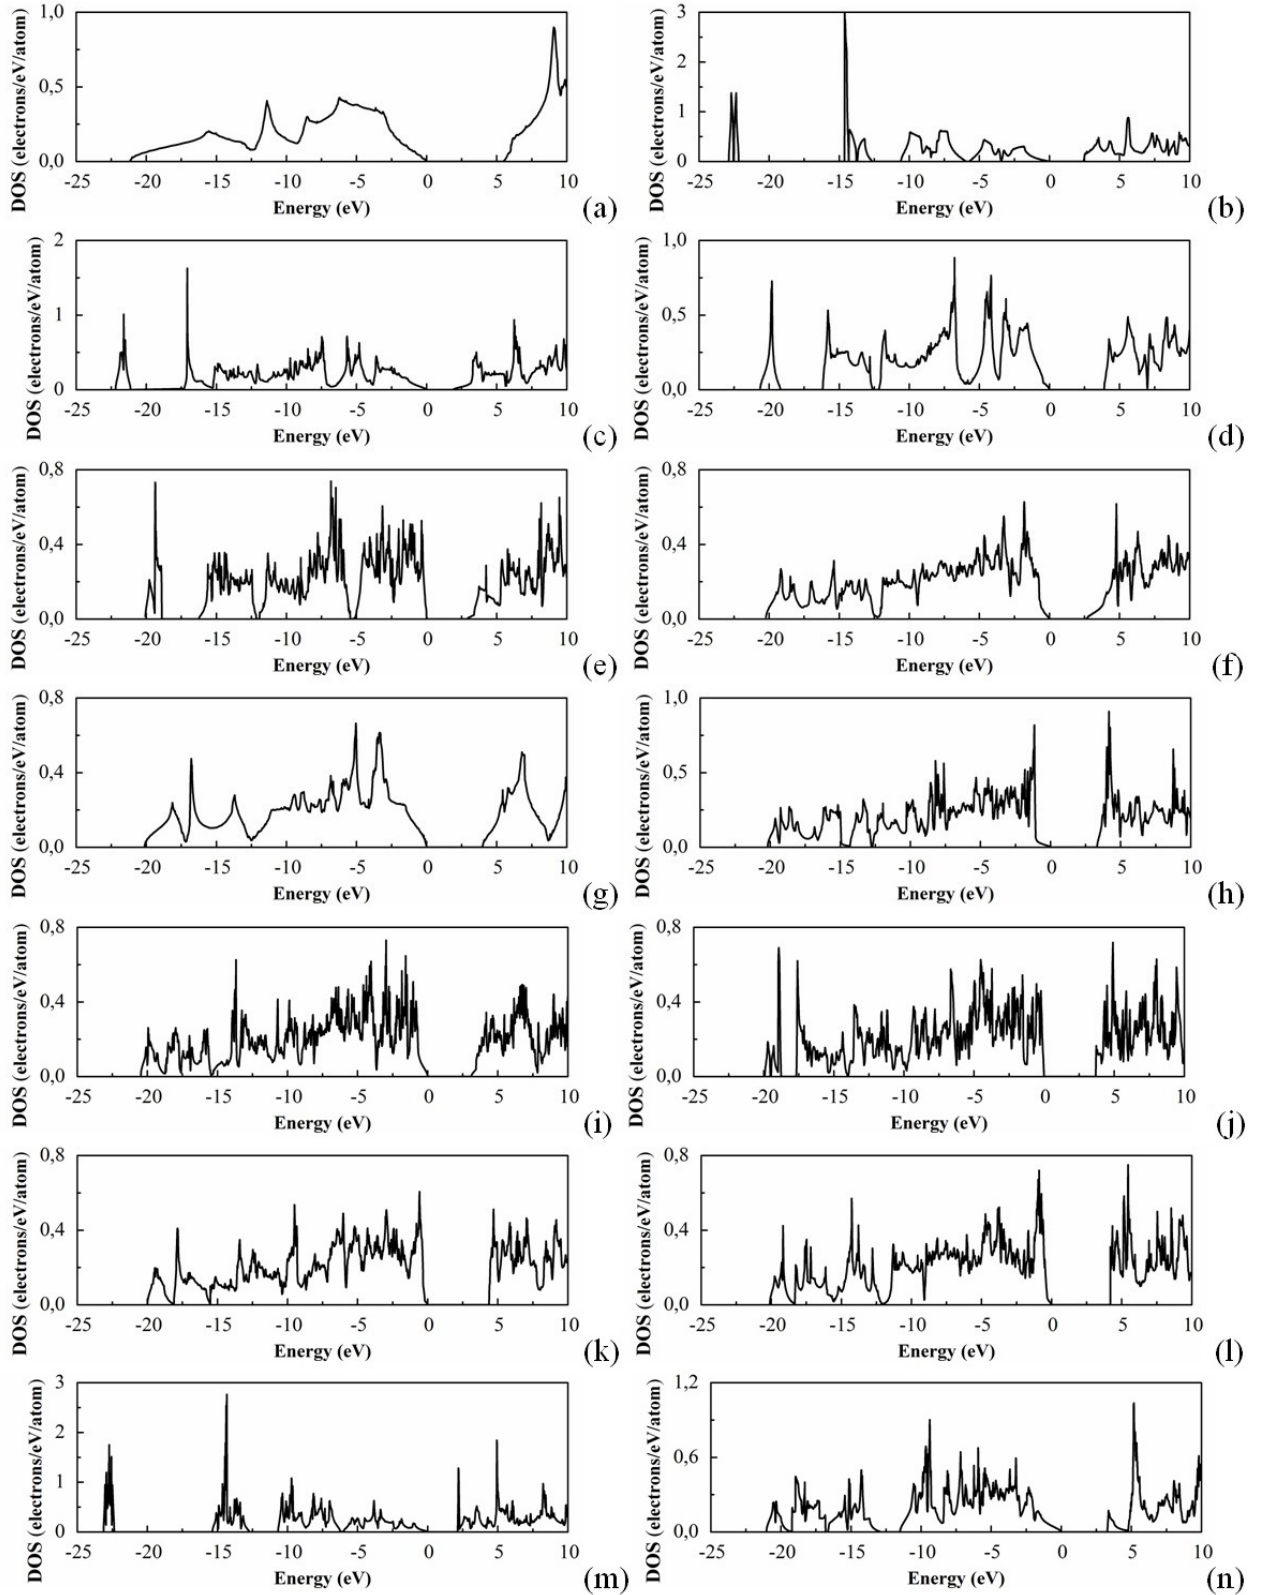 DOS (electrons/eV/atom)
1,0
0,5
0,0
-25 -20 -15 -10 -5 0 5 10
Energy (eV)
(a)
DOS (electrons/eV/atom)
3
2
1
0
-25 -20 -15 -10 -5 0 5 10
Energy (eV)
(b)
DOS (electrons/eV/atom)
2
1
0
-25 -20 -15 -10 -5 0 5 10
Energy (eV)
(c)
DOS (electrons/eV/atom)
1,0
0,5
0,0
-25 -20 -15 -10 -5 0 5 10
Energy (eV)
(d)
DOS (electrons/eV/atom)
0,8
0,4
0,0
-25 -20 -15 -10 -5 0 5 10
Energy (eV)
(e)
DOS (electrons/eV/atom)
0,8
0,4
0,0
-25 -20 -15 -10 -5 0 5 10
Energy (eV)
(f)
DOS (electrons/eV/atom)
0,8
0,4
0,0
-25 -20 -15 -10 -5 0 5 10
Energy (eV)
(g)
DOS (electrons/eV/atom)
1,0
0,5
0,0
-25 -20 -15 -10 -5 0 5 10
Energy (eV)
(h)
DOS (electrons/eV/atom)
0,8
0,4
0,0
-25 -20 -15 -10 -5 0 5 10
Energy (eV)
(i)
DOS (electrons/eV/atom)
0,8
0,4
0,0
-25 -20 -15 -10 -5 0 5 10
Energy (eV)
(j)
DOS (electrons/eV/atom)
0,8
0,4
0,0
-25 -20 -15 -10 -5 0 5 10
Energy (eV)
(k)
DOS (electrons/eV/atom)
0,8
0,4
0,0
-25 -20 -15 -10 -5 0 5 10
Energy (eV)
(l)
DOS (electrons/eV/atom)
3
2
1
0
-25 -20 -15 -10 -5 0 5 10
Energy (eV)
(m)
DOS (electrons/eV/atom)
1,2
0,6
0,0
-25 -20 -15 -10 -5 0 5 10
Energy (eV)
(n)